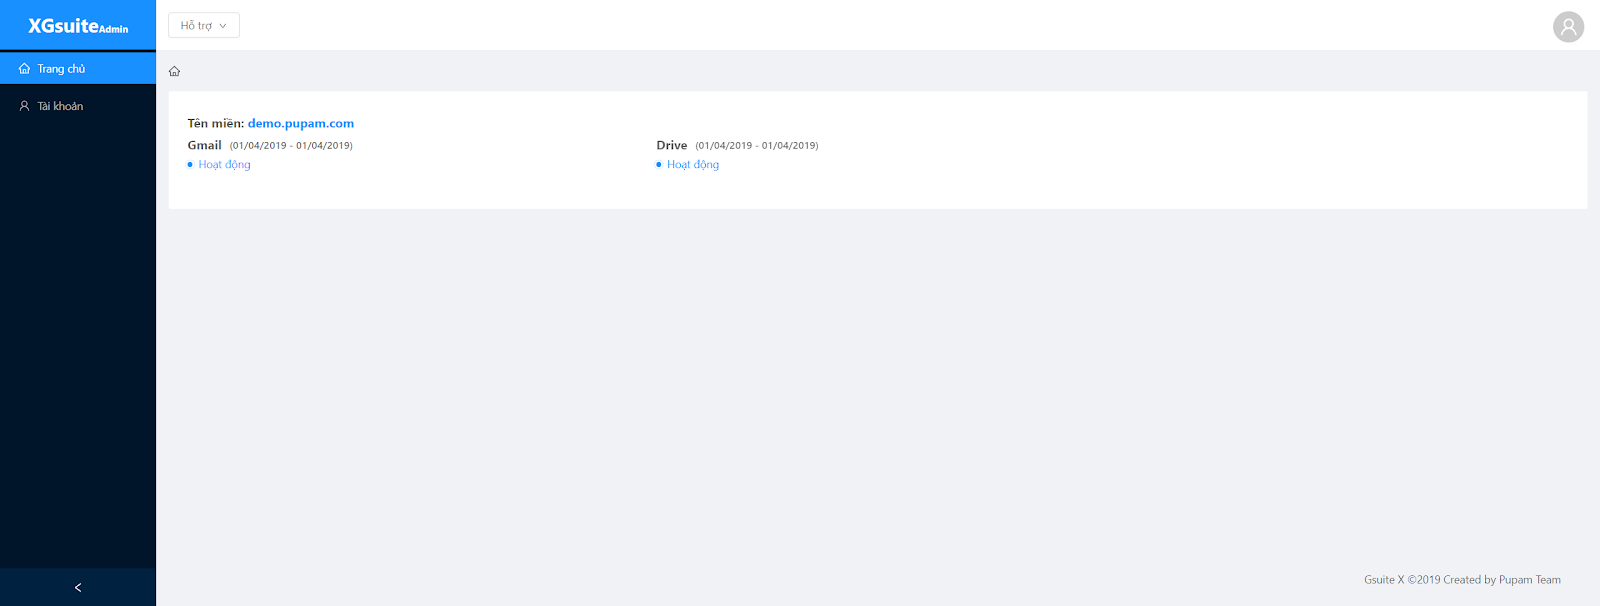 XGsuiteAdmin
Hỗ trợ
Trang chủ
Tài khoản
Tên miền: demo.pupam.com
Gmail (01/04/2019 - 01/04/2019)
Hoạt động
Drive (01/04/2019 - 01/04/2019)
Hoạt động
Gsuite X ©2019 Created by Pupam Team